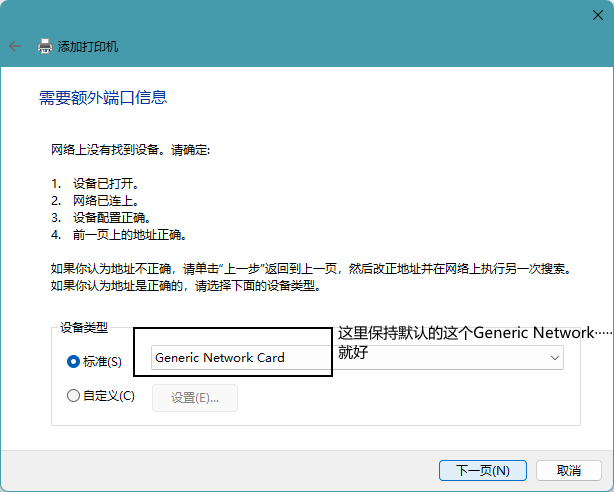 添加打印机
需要额外端口信息
网络上没有找到设备。请确定:
1. 设备已打开。
2. 网络已连上。
3. 设备配置正确。
4. 前一页上的地址正确。
如果你认为地址不正确，请单击“上一步”返回到上一页，然后改正地址并在网络上执行另一次搜索。
如果你认为地址是正确的，请选择下面的设备类型。
设备类型
标准(S)
Generic Network Card
这里保持默认的这个Generic Network·····
就好
自定义(C)
设置(E)...
下一页(N)
取消